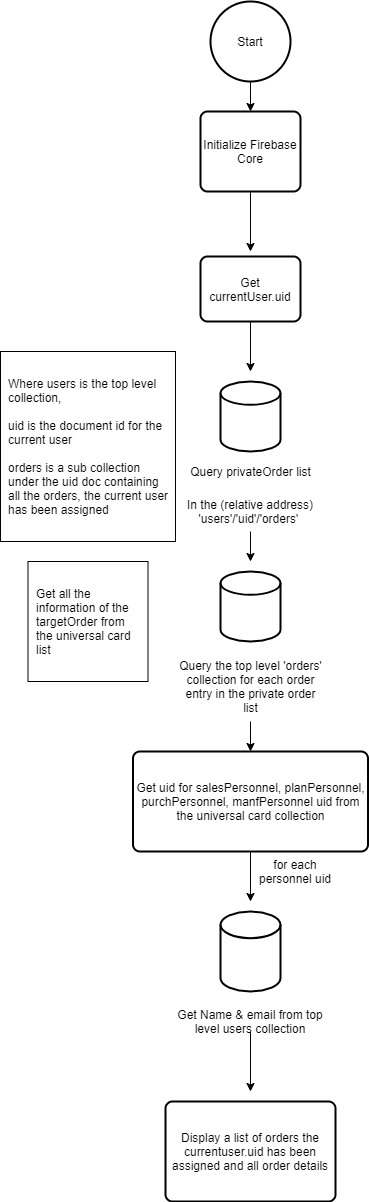 Start
Initialize Firebase
Core
Get
currentUser.uid
Where users is the top level
collection,
uid is the document id for the
current user
orders is a sub collection
under the uid doc containing
all the orders, the current user
has been assigned
Query privateOrder list
In the (relative address)
'users'/'uid'/'orders'
Get all the
information of the
targetOrder from
the universal card
list
Query the top level 'orders'
collection for each order
entry in the private order
list
Get uid for salesPersonnel, planPersonnel,
purchPersonnel, manfPersonnel uid from
the universal card collection
for each
personnel uid
Get Name & email from top
level users collection
Display a list of orders the
currentuser.uid has been
assigned and all order details